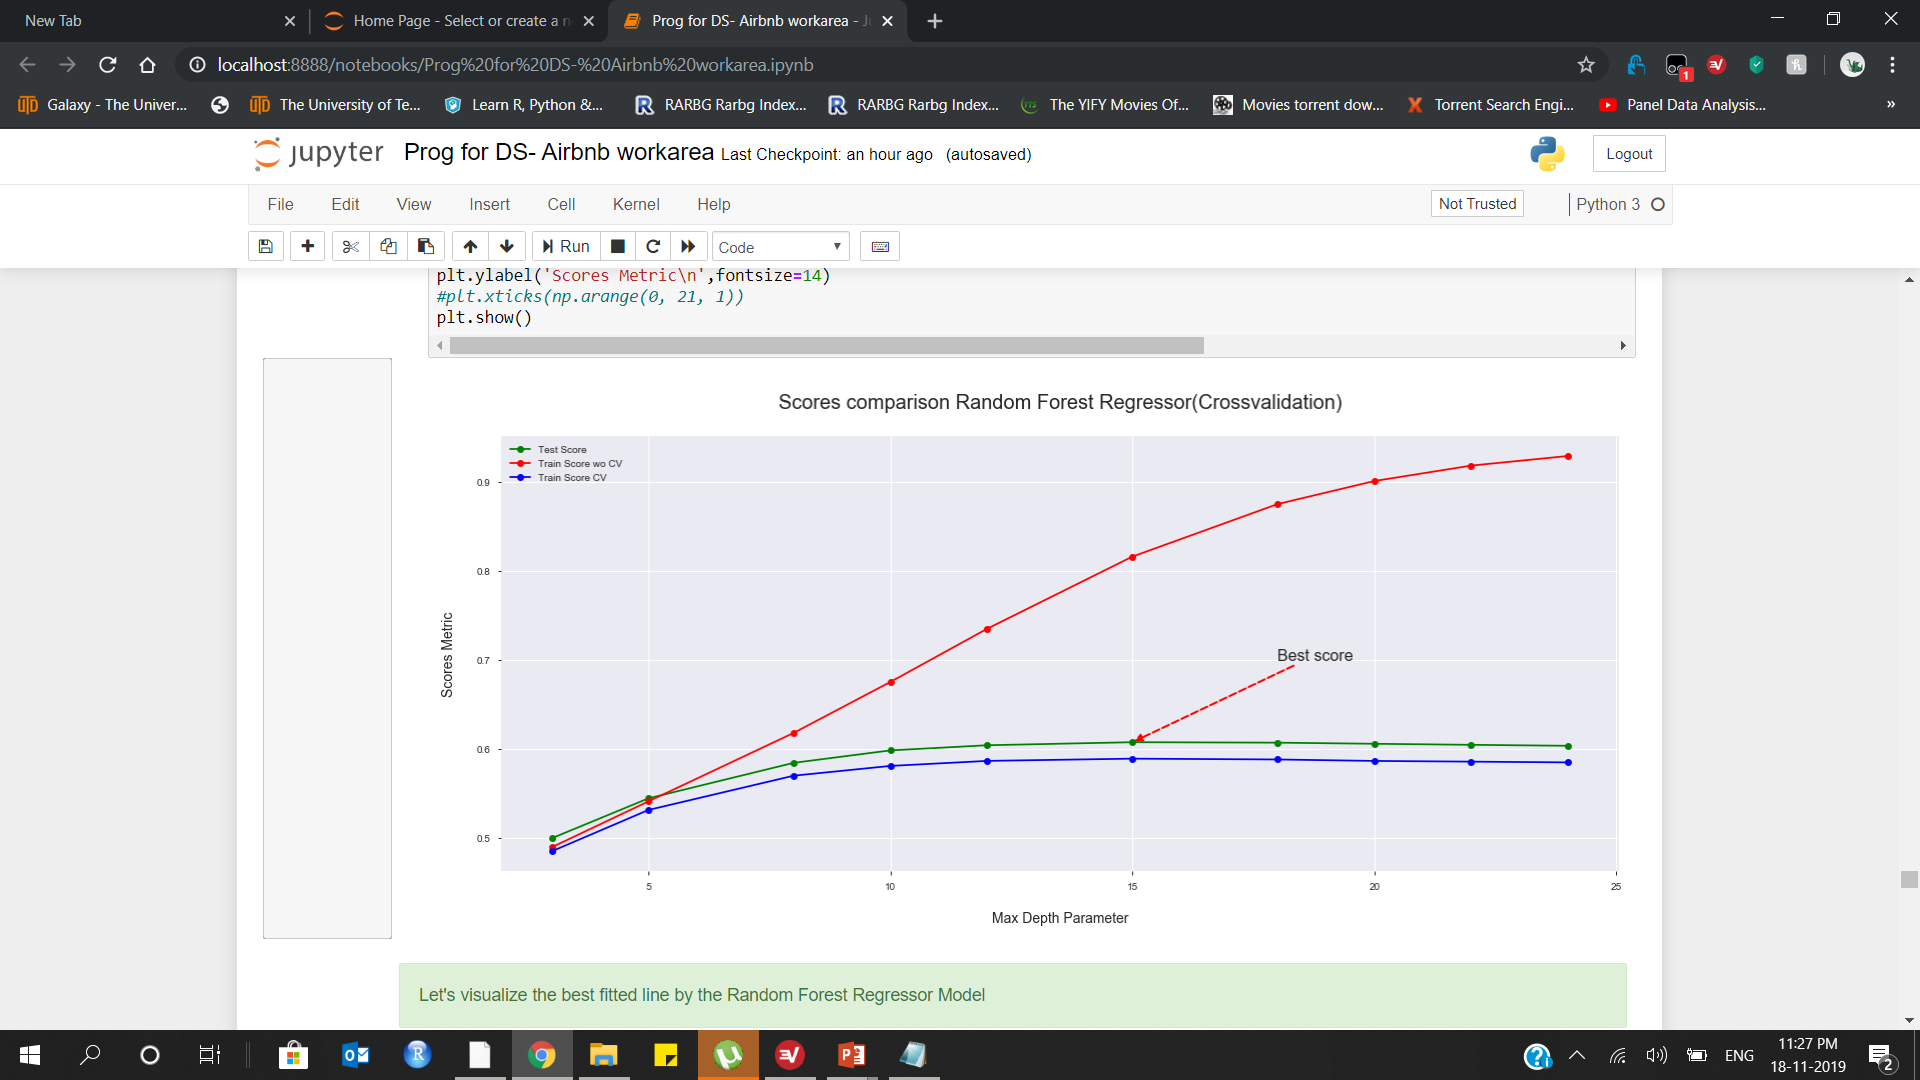 New Tab
Home Page - Select or create a n
Prog for DS- Airbnb workarea - J
localhost:8888/notebooks/Prog%20for%20DS-%20Airbnb%20workarea.ipynb
1
Galaxy - The Univer...
The University of Te...
Learn R, Python &...
RARBG Rarbg Index...
RARBG Rarbg Index...
The YIFY Movies Of...
Movies torrent dow...
Torrent Search Engi...
Panel Data Analysis...
»
jupyter Prog for DS- Airbnb workarea Last Checkpoint: an hour ago (autosaved)
Logout
File Edit View Insert Cell Kernel Help
Not Trusted
Python 3
Run
Code
plt.ylabel('Scores Metric\n',fontsize=14)
#plt.xticks(np.arange(0, 21, 1))
plt.show()
Scores comparison Random Forest Regressor(Crossvalidation)
Test Score
Train Score wo CV
Train Score CV
0.9
0.8
0.7
0.6
0.5
Scores Metric
Best score
5 10 15 20 25
Max Depth Parameter
Let's visualize the best fitted line by the Random Forest Regressor Model
ENG
11:27 PM
18-11-2019
2